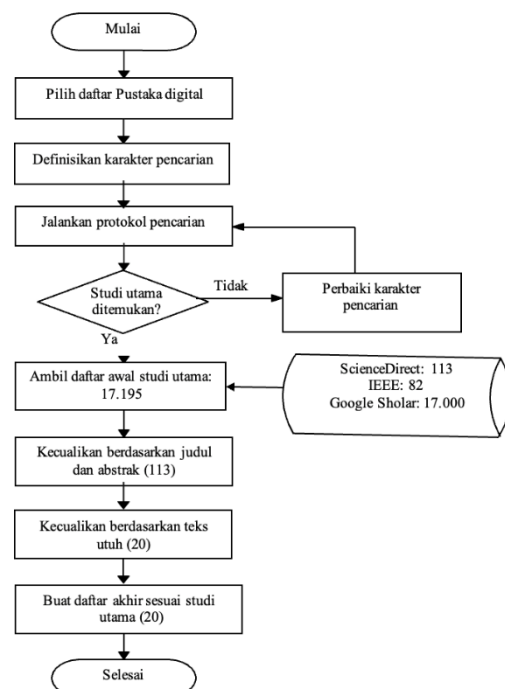 Mulai
Pilih daftar Pustaka digital
Definisikan karakter pencarian
Jalankan protokol pencarian
Studi utama
ditemukan?
Tidak
Perbaiki karakter
pencarian
Ya
Ambil daftar awal studi utama:
17.195
ScienceDirect: 113
IEEE: 82
Google Sholar: 17.000
Kecualikan berdasarkan judul
dan abstrak (113)
Kecualikan berdasarkan teks
utuh (20)
Buat daftar akhir sesuai studi
utama (20)
Selesai